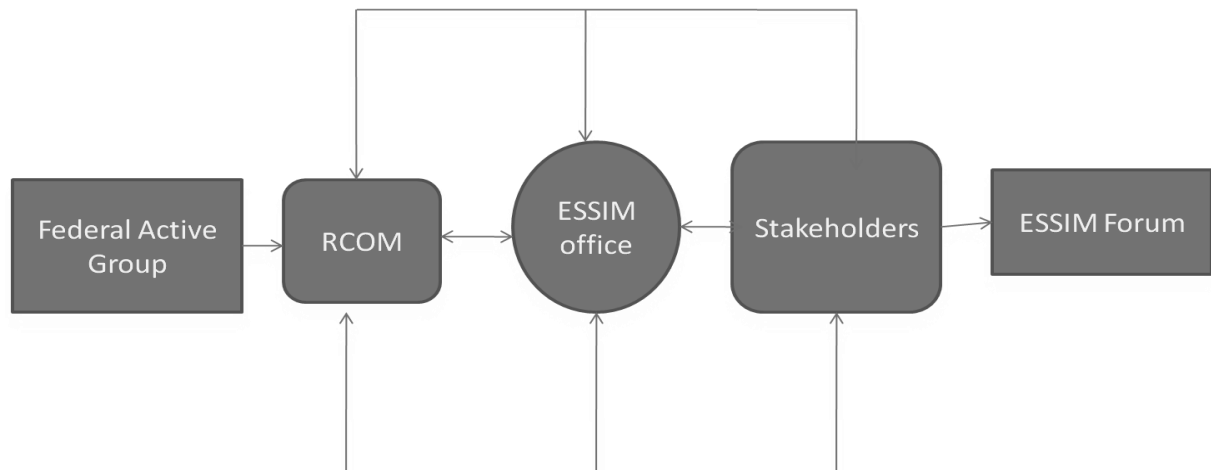 Federal Active
Group
RCOM
ESSIM
office
Stakeholders
ESSIM Forum